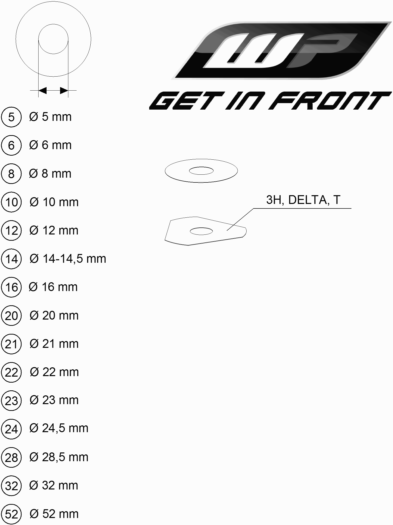 WP
GET IN FRONT
5 Ø 5 mm
6 Ø 6 mm
8 Ø 8 mm
10 Ø 10 mm
12 Ø 12 mm
14 Ø 14-14,5 mm
16 Ø 16 mm
20 Ø 20 mm
21 Ø 21 mm
22 Ø 22 mm
23 Ø 23 mm
24 Ø 24,5 mm
28 Ø 28,5 mm
32 Ø 32 mm
52 Ø 52 mm
3H, DELTA, T